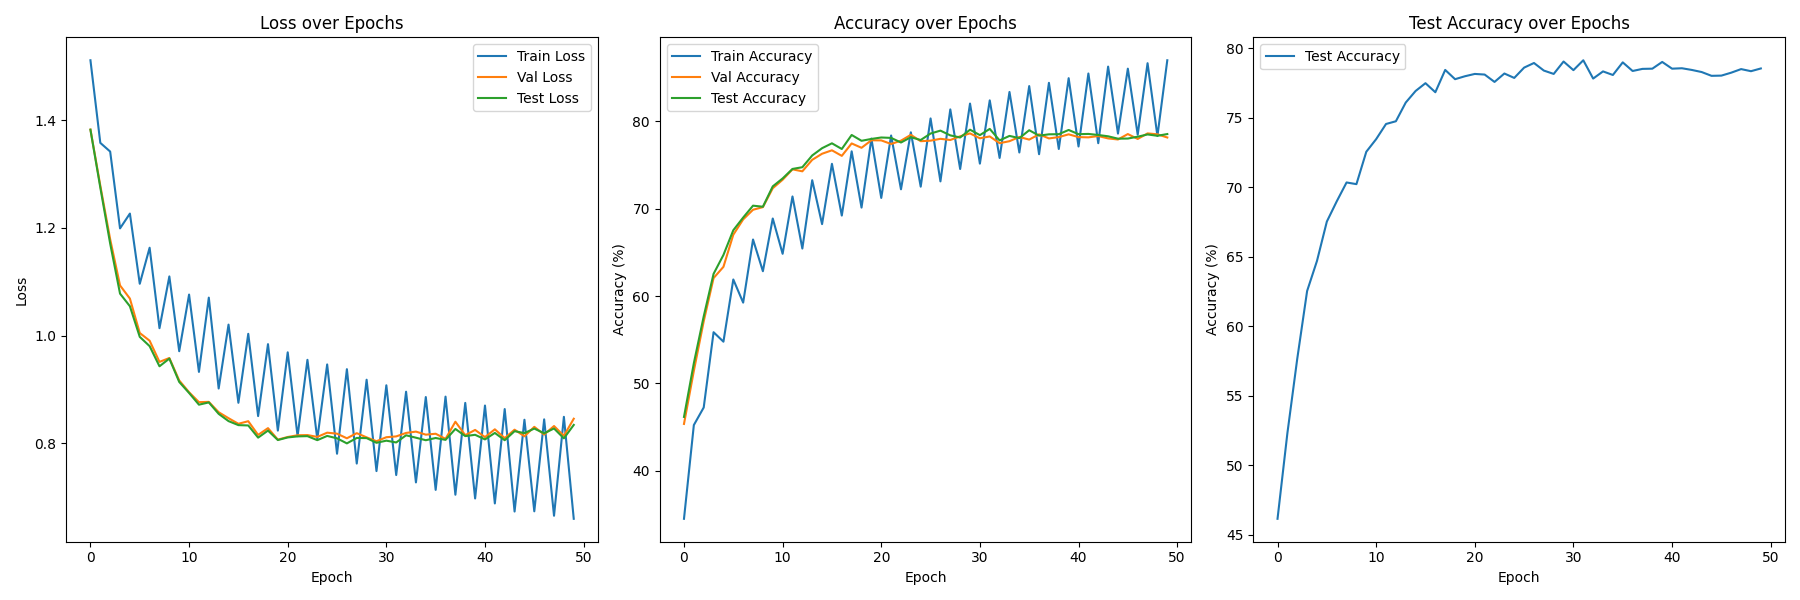 Loss over Epochs
Train Loss
Val Loss
Test Loss
1.4
1.2
1.0
0.8
Loss
0
10
20
30
40
50
Epoch
Accuracy over Epochs
Train Accuracy
Val Accuracy
Test Accuracy
80
70
60
50
40
Accuracy (%)
0
10
20
30
40
50
Epoch
Test Accuracy over Epochs
Test Accuracy
80
75
70
65
60
55
50
45
Accuracy (%)
0
10
20
30
40
50
Epoch